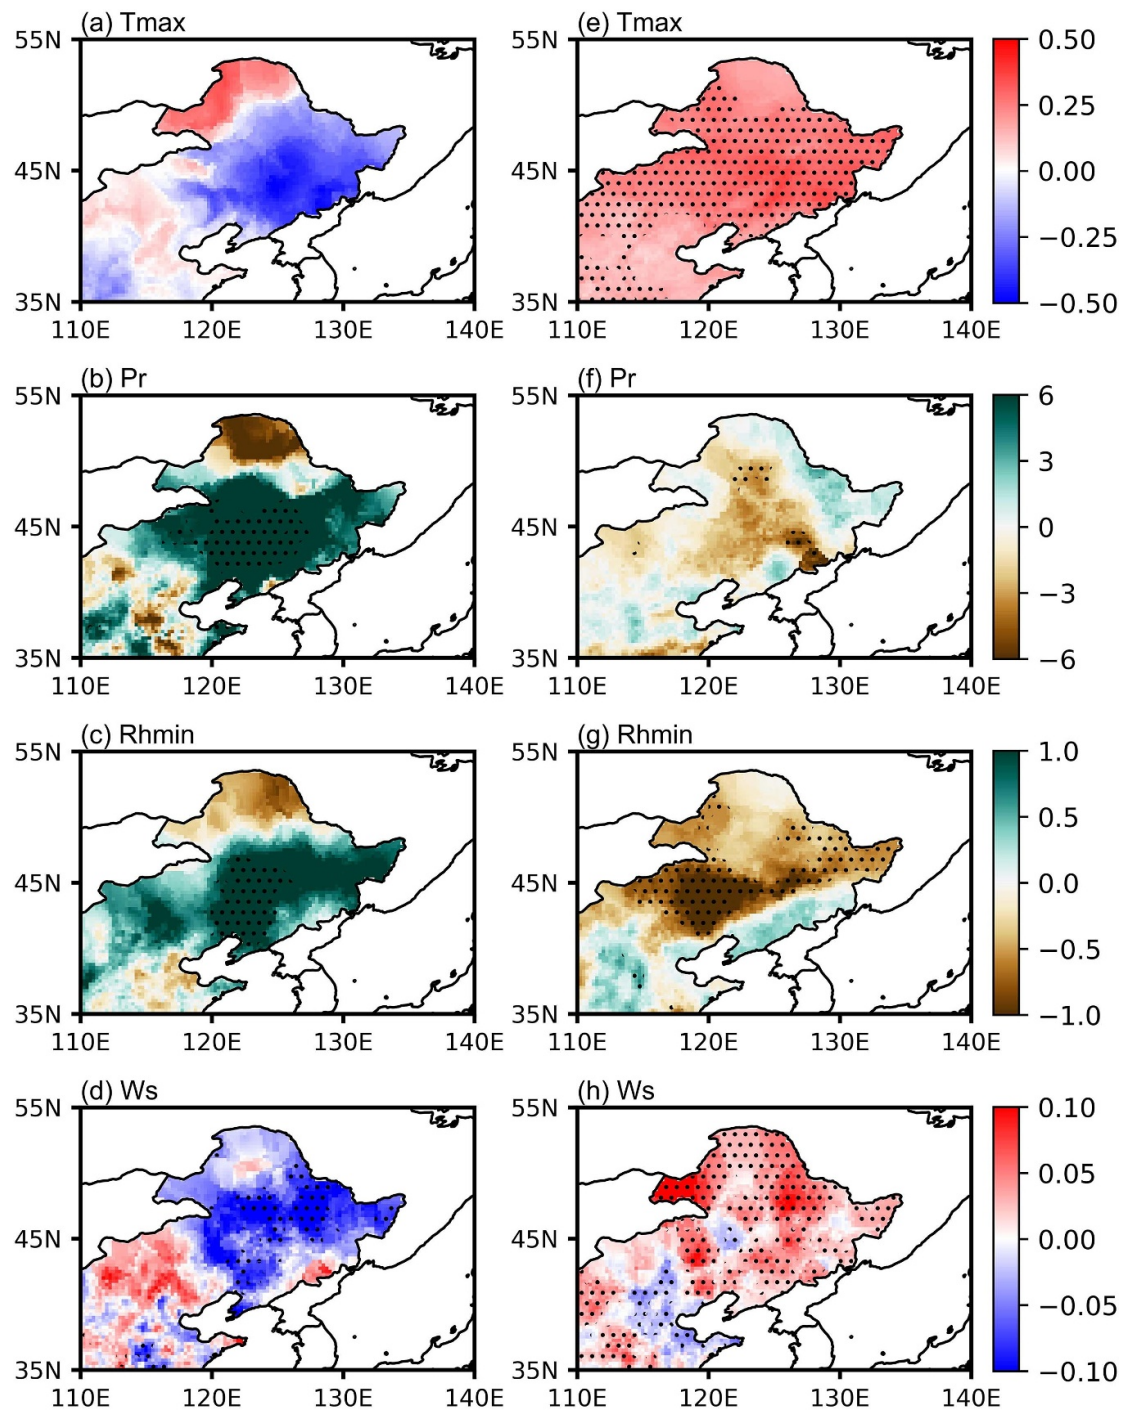 (a) Tmax
(e) Tmax
55N
45N
35N
110E 120E 130E 140E
55N
45N
35N
110E 120E 130E 140E
0.50
0.25
0.00
−0.25
−0.50
(b) Pr
(f) Pr
55N
45N
35N
110E 120E 130E 140E
55N
45N
35N
110E 120E 130E 140E
6
3
0
−3
−6
(c) Rhmin
(g) Rhmin
55N
45N
35N
110E 120E 130E 140E
55N
45N
35N
110E 120E 130E 140E
1.0
0.5
0.0
−0.5
−1.0
(d) Ws
(h) Ws
55N
45N
35N
110E 120E 130E 140E
55N
45N
35N
110E 120E 130E 140E
0.10
0.05
0.00
−0.05
−0.10